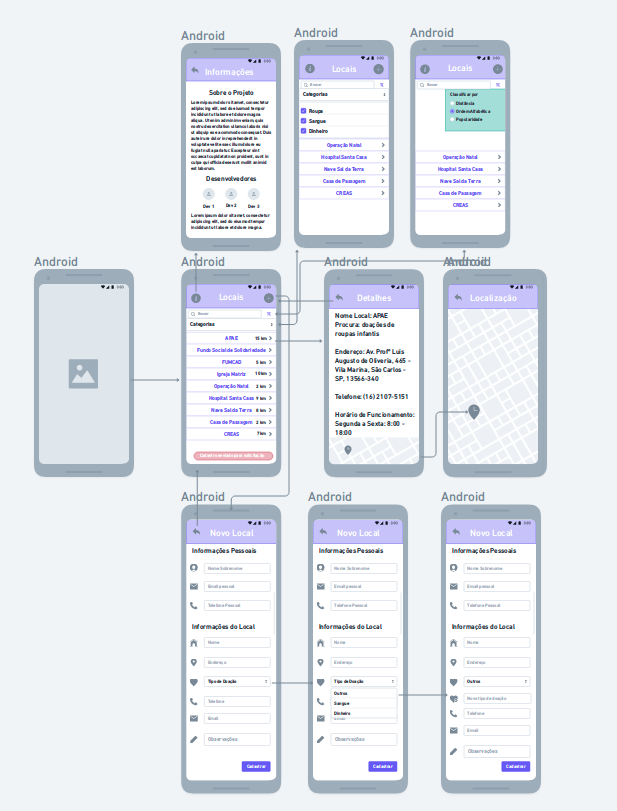 Android
Informações
Sobre o Projeto
Lorem ipsum dolor sit amet, consectetur
adipiscing elit, sed do eiusmod tempor
incididunt ut labore et dolore magna
aliqua. Ut enim ad minim veniam, quis
nostrud exercitation ullamco laboris nisi
ut aliquip ex ea commodo consequat. Duis
aute irure dolor in reprehenderit in
voluptate velit esse cillum dolore eu
fugiat nulla pariatur. Excepteur sint
occaecat cupidatat non proident, sunt in
culpa qui officia deserunt mollit anim id
est laborum.
Desenvolvedores
Dev 1
Dev 2
Dev 3
Lorem ipsum dolor sit amet, consectetur
adipiscing elit, sed do eiusmod tempor
incididunt ut labore et dolore magna.
Android
Locais
Buscar
Categorias
Roupa
Sangue
Dinheiro
Operação Natal
Hospital Santa Casa
Nave Sal da Terra
Casa de Passagem
CREAS
Android
Locais
Buscar
Classificar por
Distância
Ordem Alfabética
Popularidade
Operação Natal
Hospital Santa Casa
Nave Sal da Terra
Casa de Passagem
CREAS
Android
Android
Locais
Buscar
Categorias
APAE 15 km
Fundo Social de Solidariedade
FUMCAD 5 km
Igreja Matriz 10 km
Operação Natal 2 km
Hospital Santa Casa 9 km
Nave Sal da Terra 8 km
Casa de Passagem 3 km
CREAS 7 km
Android
Detalhes
Nome Local: APAE
Procura: doações de
roupas infantis
Endereço: Av. Profº Luis
Augusto de Oliveria, 465 -
Vila Marina, São Carlos -
SP, 13566-340
Telefone: (16) 2107-5151
Horário de Funcionamento:
Segunda a Sexta: 8:00 -
18:00
Android
Localização
Android
Novo Local
Informações Pessoais
Nome Sobrenome
Email pessoal
Telefone Pessoal
Informações do Local
Nome
Endereço
Tipo de Doação
Telefone
Email
Observações
Cadastrar
Android
Novo Local
Informações Pessoais
Nome Sobrenome
Email pessoal
Telefone Pessoal
Informações do Local
Nome
Endereço
Tipo de Doação
Outros
Sangue
Dinheiro
Observações
Cadastrar
Android
Novo Local
Informações Pessoais
Nome Sobrenome
Email pessoal
Telefone Pessoal
Informações do Local
Nome
Endereço
Outros
Novo tipo de doação
Telefone
Email
Observações
Cadastrar